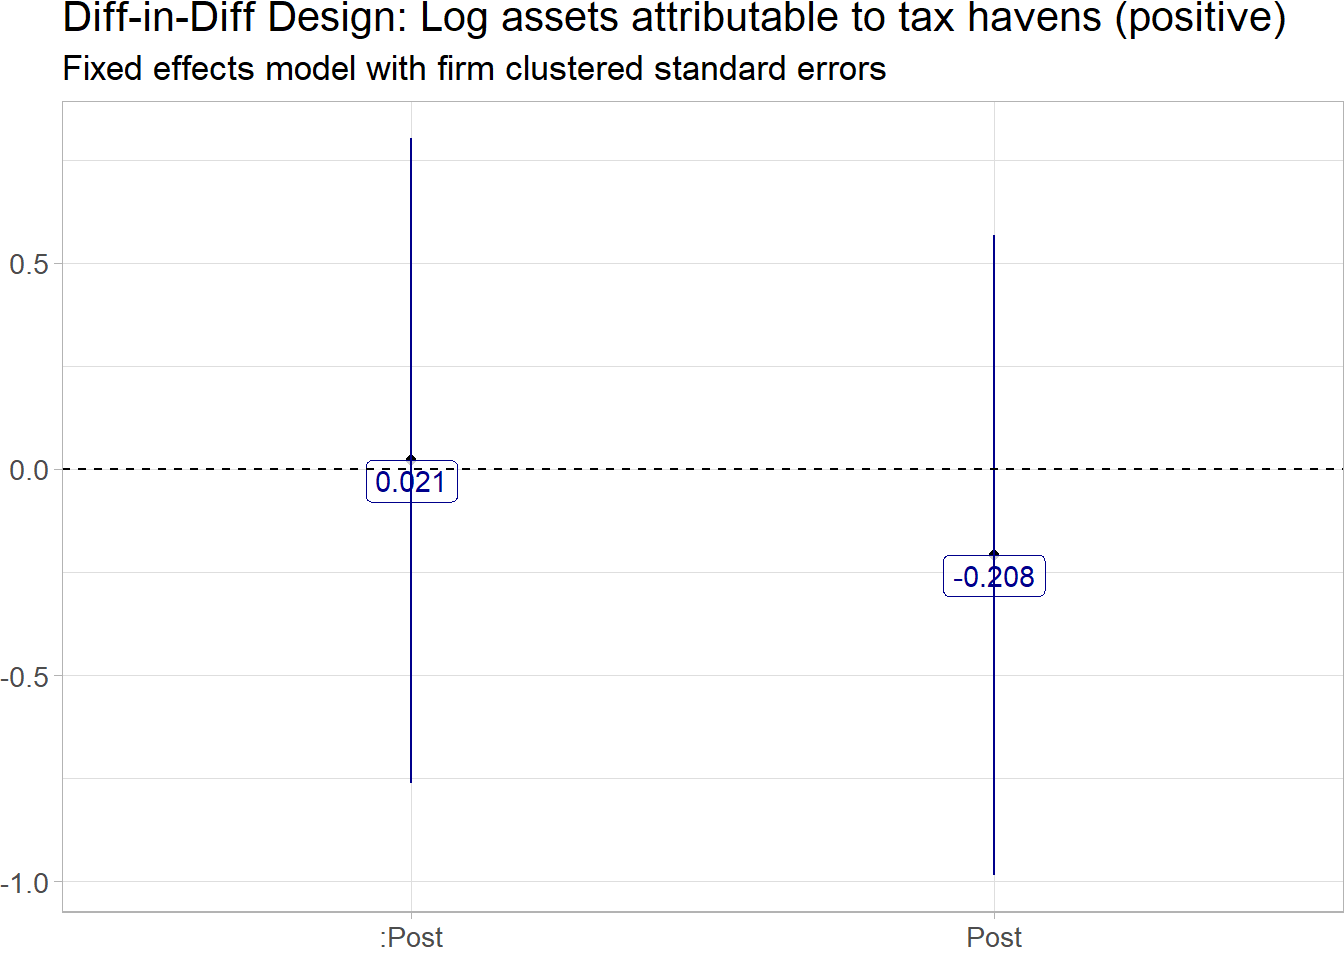 Diff-in-Diff Design: Log assets attributable to tax havens (positive)
Fixed effects model with firm clustered standard errors
0.5
0.0
-0.5
-1.0
0.021
-0.208
:Post
Post